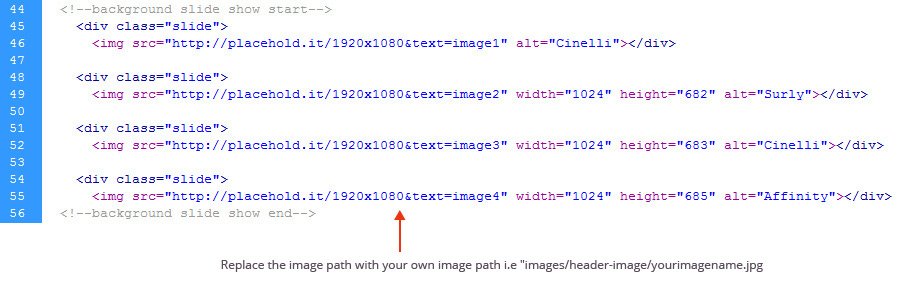 44 <!--background slide show start-->
45 <div class="slide">
46 <img src="http://placehold.it/1920x1080&text=image1" alt="Cinelli"></div>
47
48 <div class="slide">
49 <img src="http://placehold.it/1920x1080&text=image2" width="1024" height="682" alt="Surly"></div>
50
51 <div class="slide">
52 <img src="http://placehold.it/1920x1080&text=image3" width="1024" height="683" alt="Cinelli"></div>
53
54 <div class="slide">
55 <img src="http://placehold.it/1920x1080&text=image4" width="1024" height="685" alt="Affinity"></div>
56 <!--background slide show end-->
Replace the image path with your own image path i.e "images/header-image/yourimagename.jpg